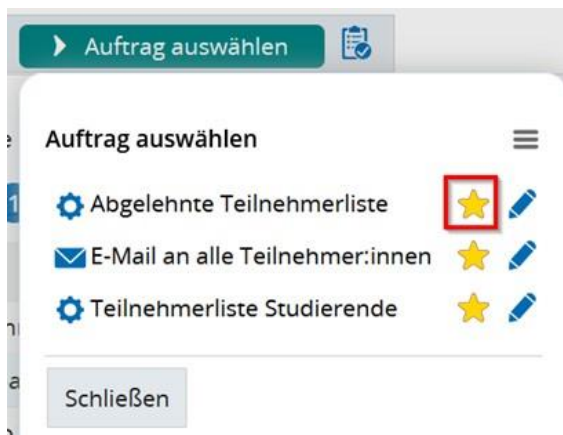 Auftrag auswählen
Auftrag auswählen
Abgelehnte Teilnehmerliste
E-Mail an alle Teilnehmer:innen
Teilnehmerliste Studierende
Schließen